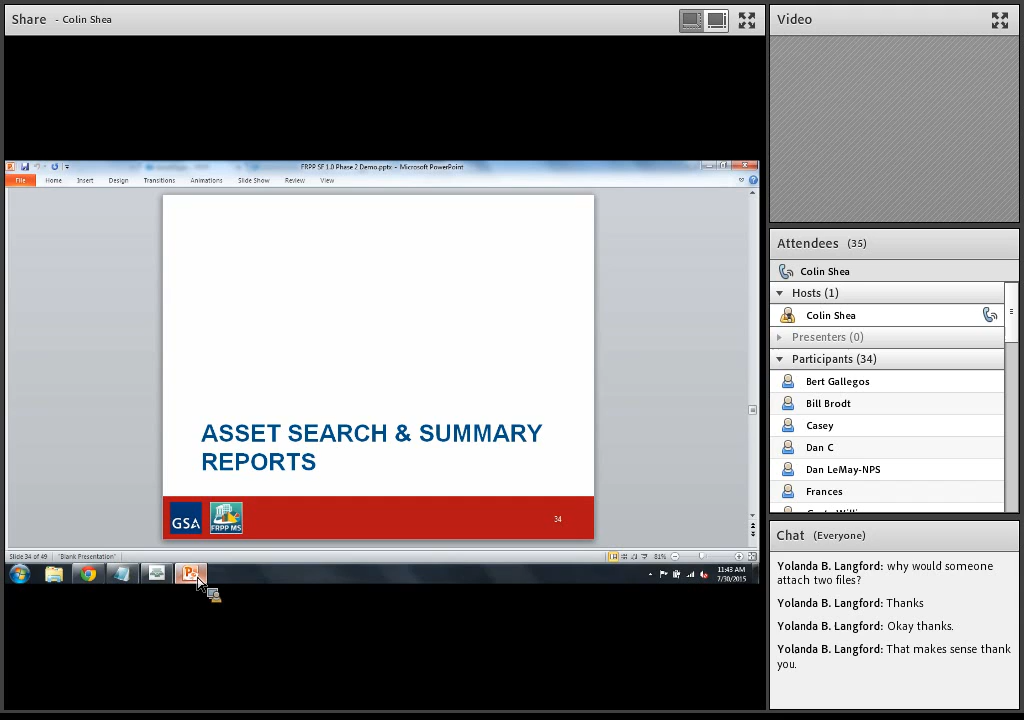 Share - Colin Shea
FRPP SF 1.0 Phase 2 Demo.pptx - Microsoft PowerPoint
File Home Insert Design Transitions Animations Slide Show Review View
ASSET SEARCH & SUMMARY
REPORTS
GSA
FRPP MS
34
Slide 34 of 49 "Blank Presentation" 81%
11:43 AM
7/30/2015
Video
Attendees (35)
Colin Shea
Hosts (1)
Colin Shea
Presenters (0)
Participants (34)
Bert Gallegos
Bill Brodt
Casey
Dan C
Dan LeMay-NPS
Frances
Chat (Everyone)
Yolanda B. Langford: why would someone
attach two files?
Yolanda B. Langford: Thanks
Yolanda B. Langford: Okay thanks.
Yolanda B. Langford: That makes sense thank
you.